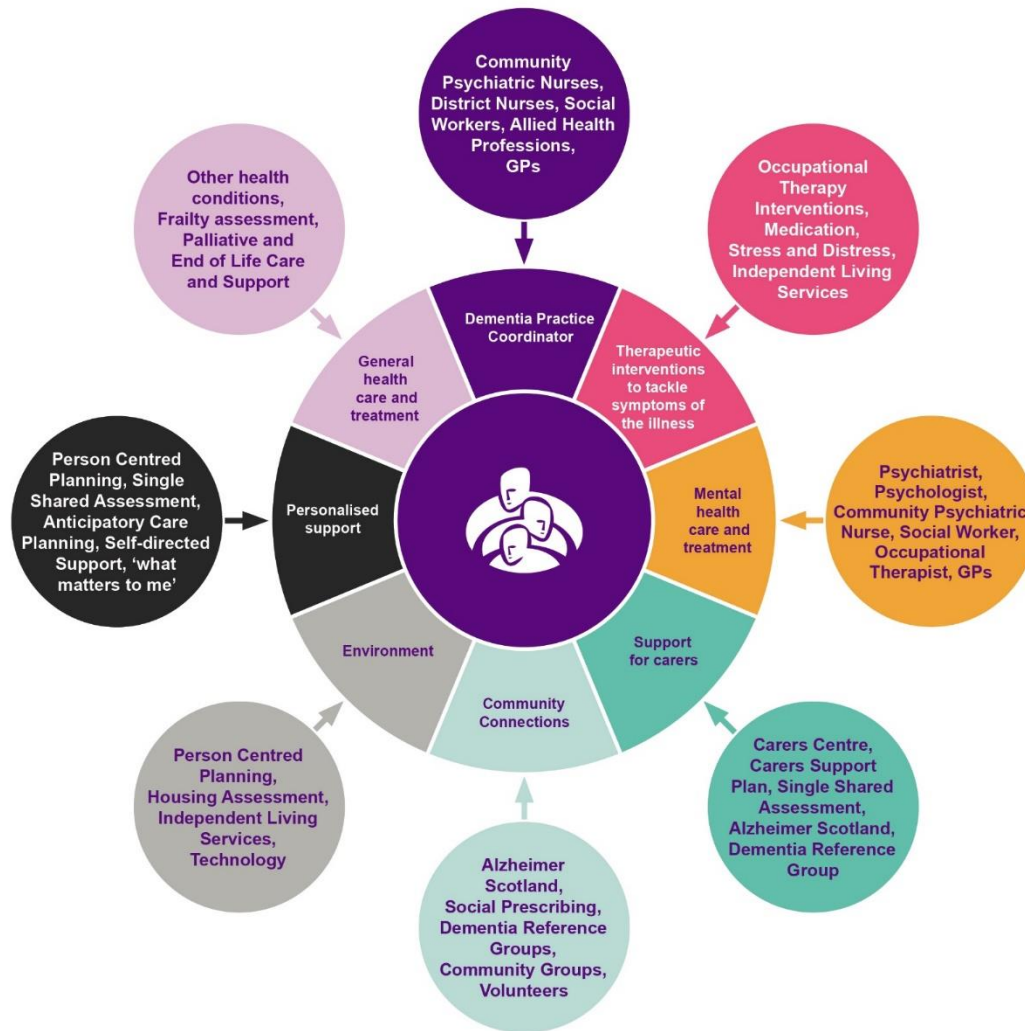 Community
Psychiatric Nurses,
District Nurses, Social
Workers, Allied Health
Professions,
GPs
Occupational
Therapy
Interventions,
Medication,
Stress and Distress,
Independent Living
Services
Other health
conditions,
Frailty assessment,
Palliative and
End of Life Care
and Support
Dementia Practice
Coordinator
Therapeutic
interventions
to tackle
symptoms of
the illness
General
health
care and
treatment
Person Centred
Planning, Single
Shared Assessment,
Anticipatory Care
Planning, Self-directed
Support, ‘what
matters to me’
Personalised
support
Mental
health
care and
treatment
Psychiatrist,
Psychologist,
Community Psychiatric
Nurse, Social Worker,
Occupational
Therapist, GPs
Environment
Support
for carers
Community
Connections
Person Centred
Planning,
Housing Assessment,
Independent Living
Services,
Technology
Carers Centre,
Carers Support
Plan, Single Shared
Assessment,
Alzheimer Scotland,
Dementia Reference
Group
Alzheimer
Scotland,
Social Prescribing,
Dementia Reference
Groups,
Community Groups,
Volunteers